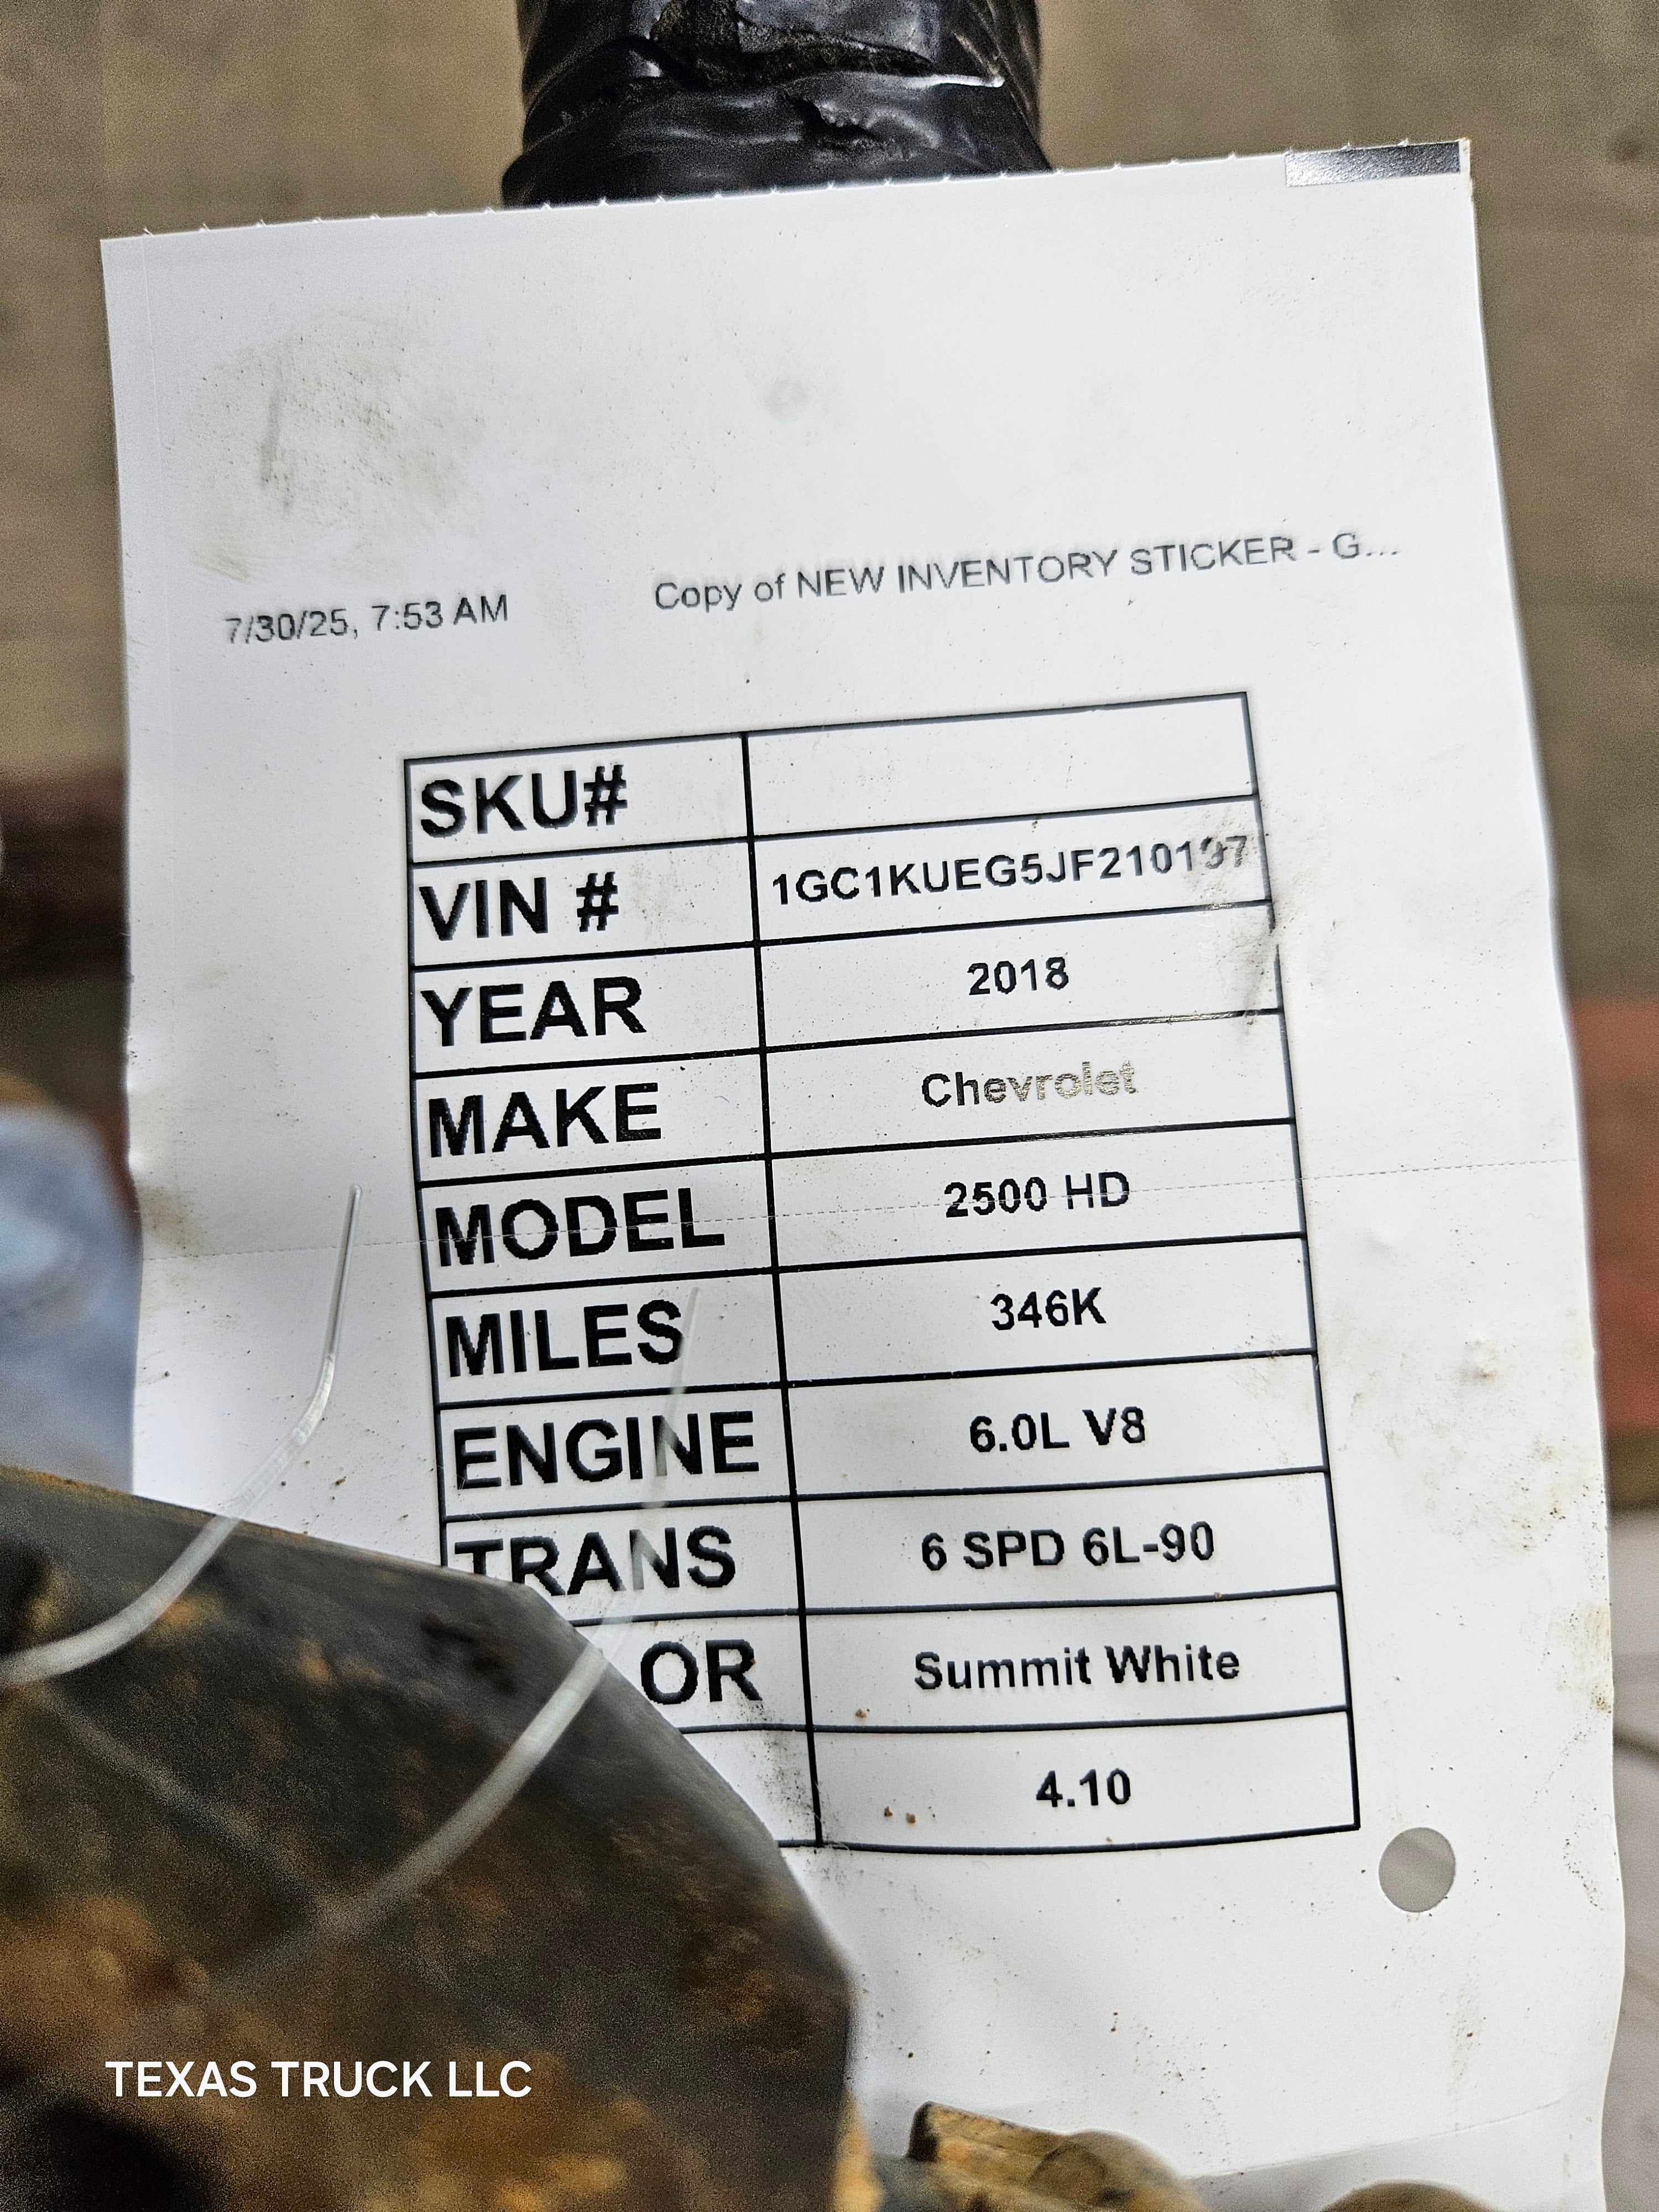 7/30/25, 7:53 AM Copy of NEW INVENTORY STICKER - G...
SKU#
VIN # 1GC1KUEG5JF210197
YEAR 2018
MAKE Chevrolet
MODEL 2500 HD
MILES 346K
ENGINE 6.0L V8
TRANS 6 SPD 6L-90
OR Summit White
4.10
TEXAS TRUCK LLC